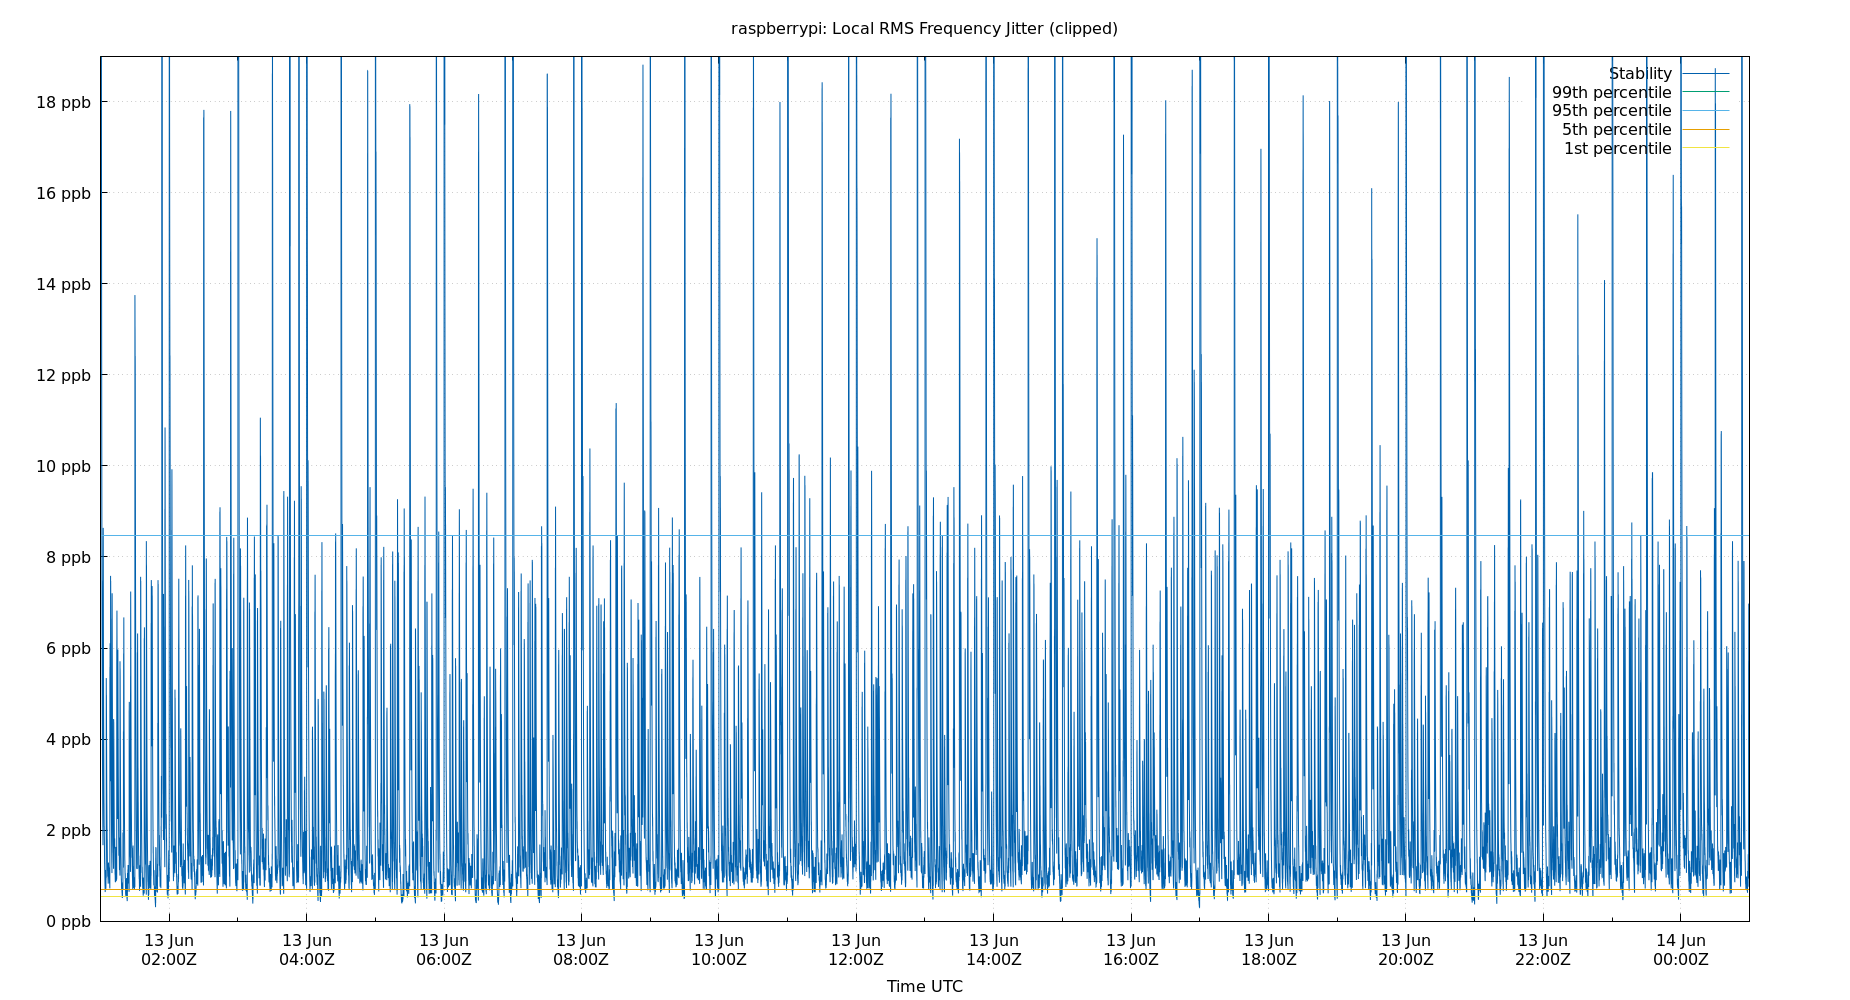 raspberrypi: Local RMS Frequency Jitter (clipped)
Stability
99th percentile
95th percentile
5th percentile
1st percentile
18 ppb
16 ppb
14 ppb
12 ppb
10 ppb
8 ppb
6 ppb
4 ppb
2 ppb
0 ppb
13 Jun 13 Jun 13 Jun 13 Jun 13 Jun 13 Jun 13 Jun 13 Jun 13 Jun 13 Jun 13 Jun 14 Jun
02:00Z 04:00Z 06:00Z 08:00Z 10:00Z 12:00Z 14:00Z 16:00Z 18:00Z 20:00Z 22:00Z 00:00Z
Time UTC